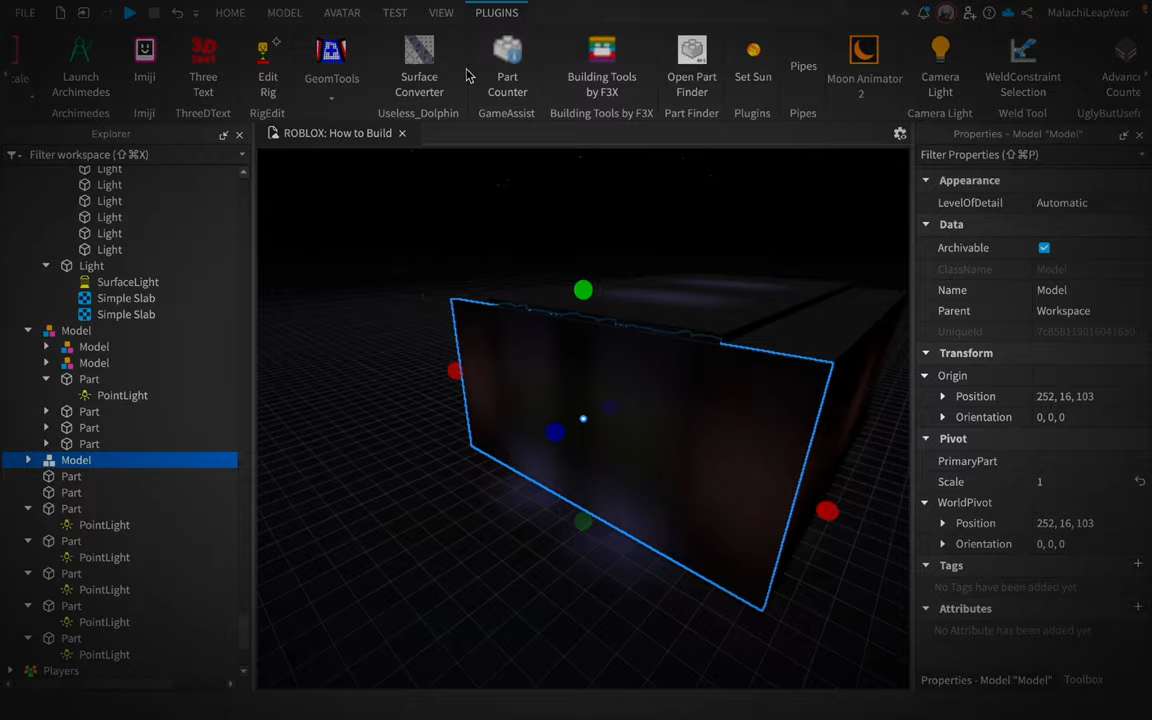 FILE HOME MODEL AVATAR TEST VIEW PLUGINS MalachiLeapYear
ale Launch Archimedes Imiji Three Text Edit Rig GeomTools Surface Converter Part Counter Building Tools by F3X Open Part Finder Set Sun Pipes Moon Animator 2 Camera Light WeldConstraint Selection Advanc Counte
Archimedes Imiji ThreeDText RigEdit Useless_Dolphin GameAssist Building Tools by F3X Part Finder Plugins Pipes Camera Light Weld Tool UglyButUsef
Explorer
Filter workspace (⇧⌘X)
Light
Light
Light
Light
Light
Light
Light
SurfaceLight
Simple Slab
Simple Slab
Model
Model
Model
Part
PointLight
Part
Part
Part
Model
Part
Part
Part
PointLight
Part
PointLight
Part
PointLight
Part
PointLight
Part
PointLight
Players
ROBLOX: How to Build
Properties - Model "Model"
Filter Properties (⇧⌘P)
Appearance
LevelOfDetail Automatic
Data
Archivable
ClassName Model
Name Model
Parent Workspace
UniqueId
Transform
Origin
Position 252, 16, 103
Orientation 0, 0, 0
Pivot
PrimaryPart
Scale 1
WorldPivot
Position 252, 16, 103
Orientation 0, 0, 0
Tags
No Tags have been added yet
Attributes
No Attribute has been added yet
Properties - Model "Model" Toolbox